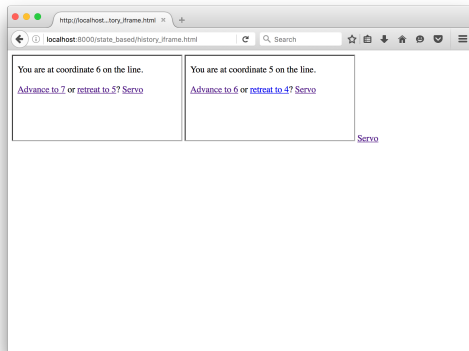 http://localhost...tory_iframe.html × +
localhost:8000/state_based/history_iframe.html Search
You are at coordinate 6 on the line.
Advance to 7 or retreat to 5? Servo
You are at coordinate 5 on the line.
Advance to 6 or retreat to 4? Servo
Servo